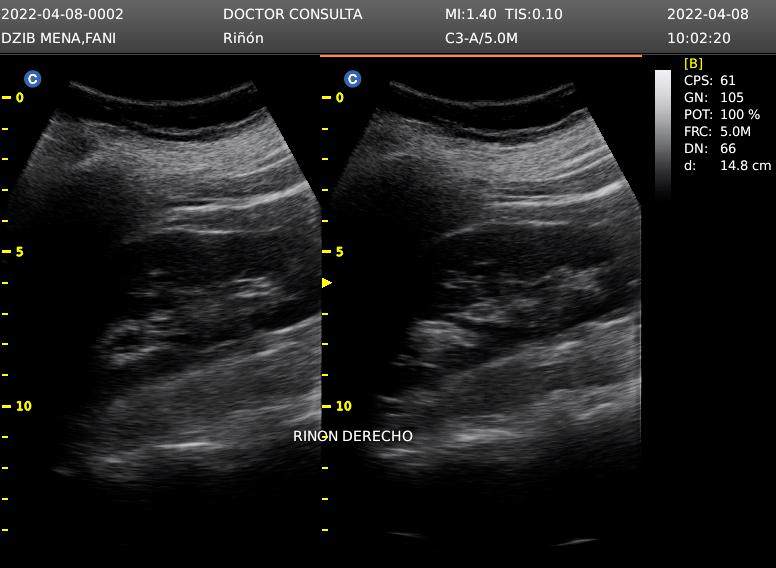 2022-04-08-0002 DOCTOR CONSULTA MI:1.40 TIS:0.10 2022-04-08
DZIB MENA,FANI Riñón C3-A/5.0M 10:02:20
[B]
C C CPS: 61
0 0 GN: 105
POT: 100 %
FRC: 5.0M
DN: 66
d: 14.8 cm
5 5
10 10
RINON DERECHO